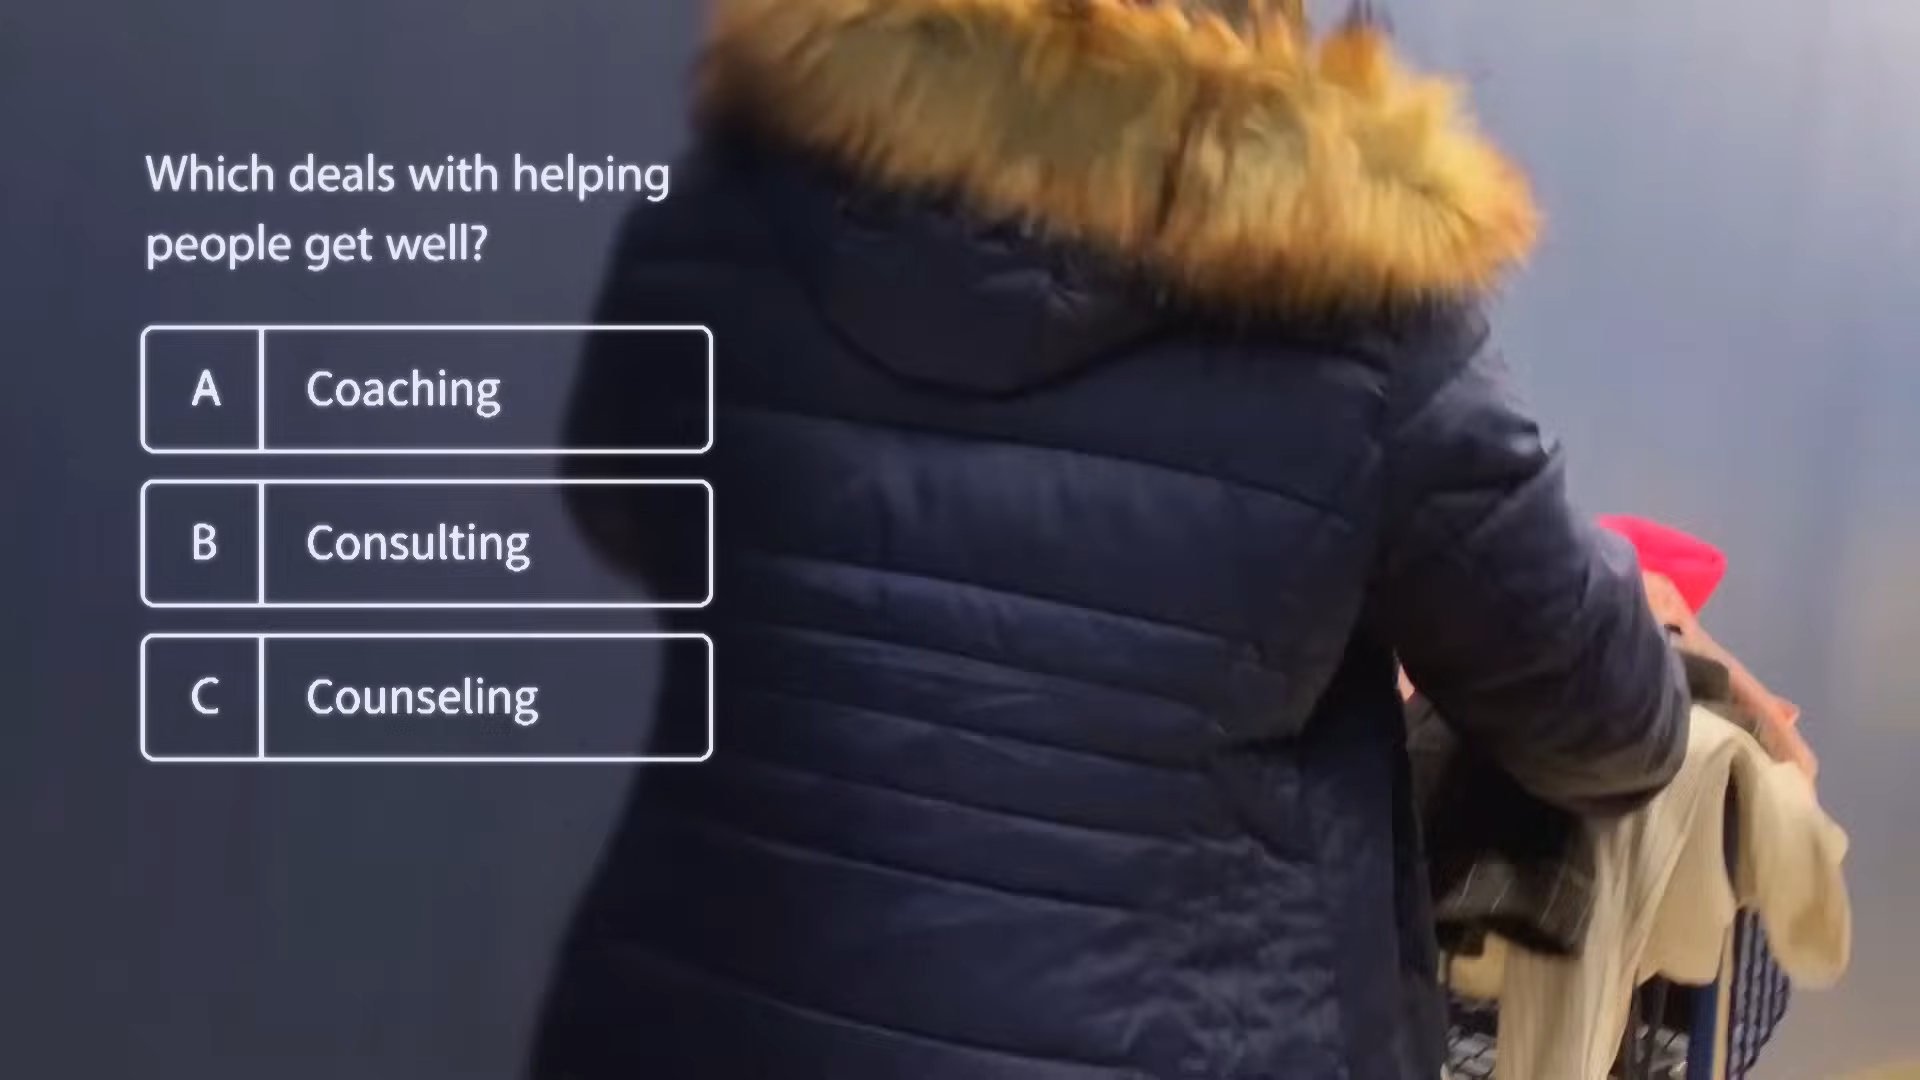 Which deals with helping
people get well?
A Coaching
B Consulting
C Counseling